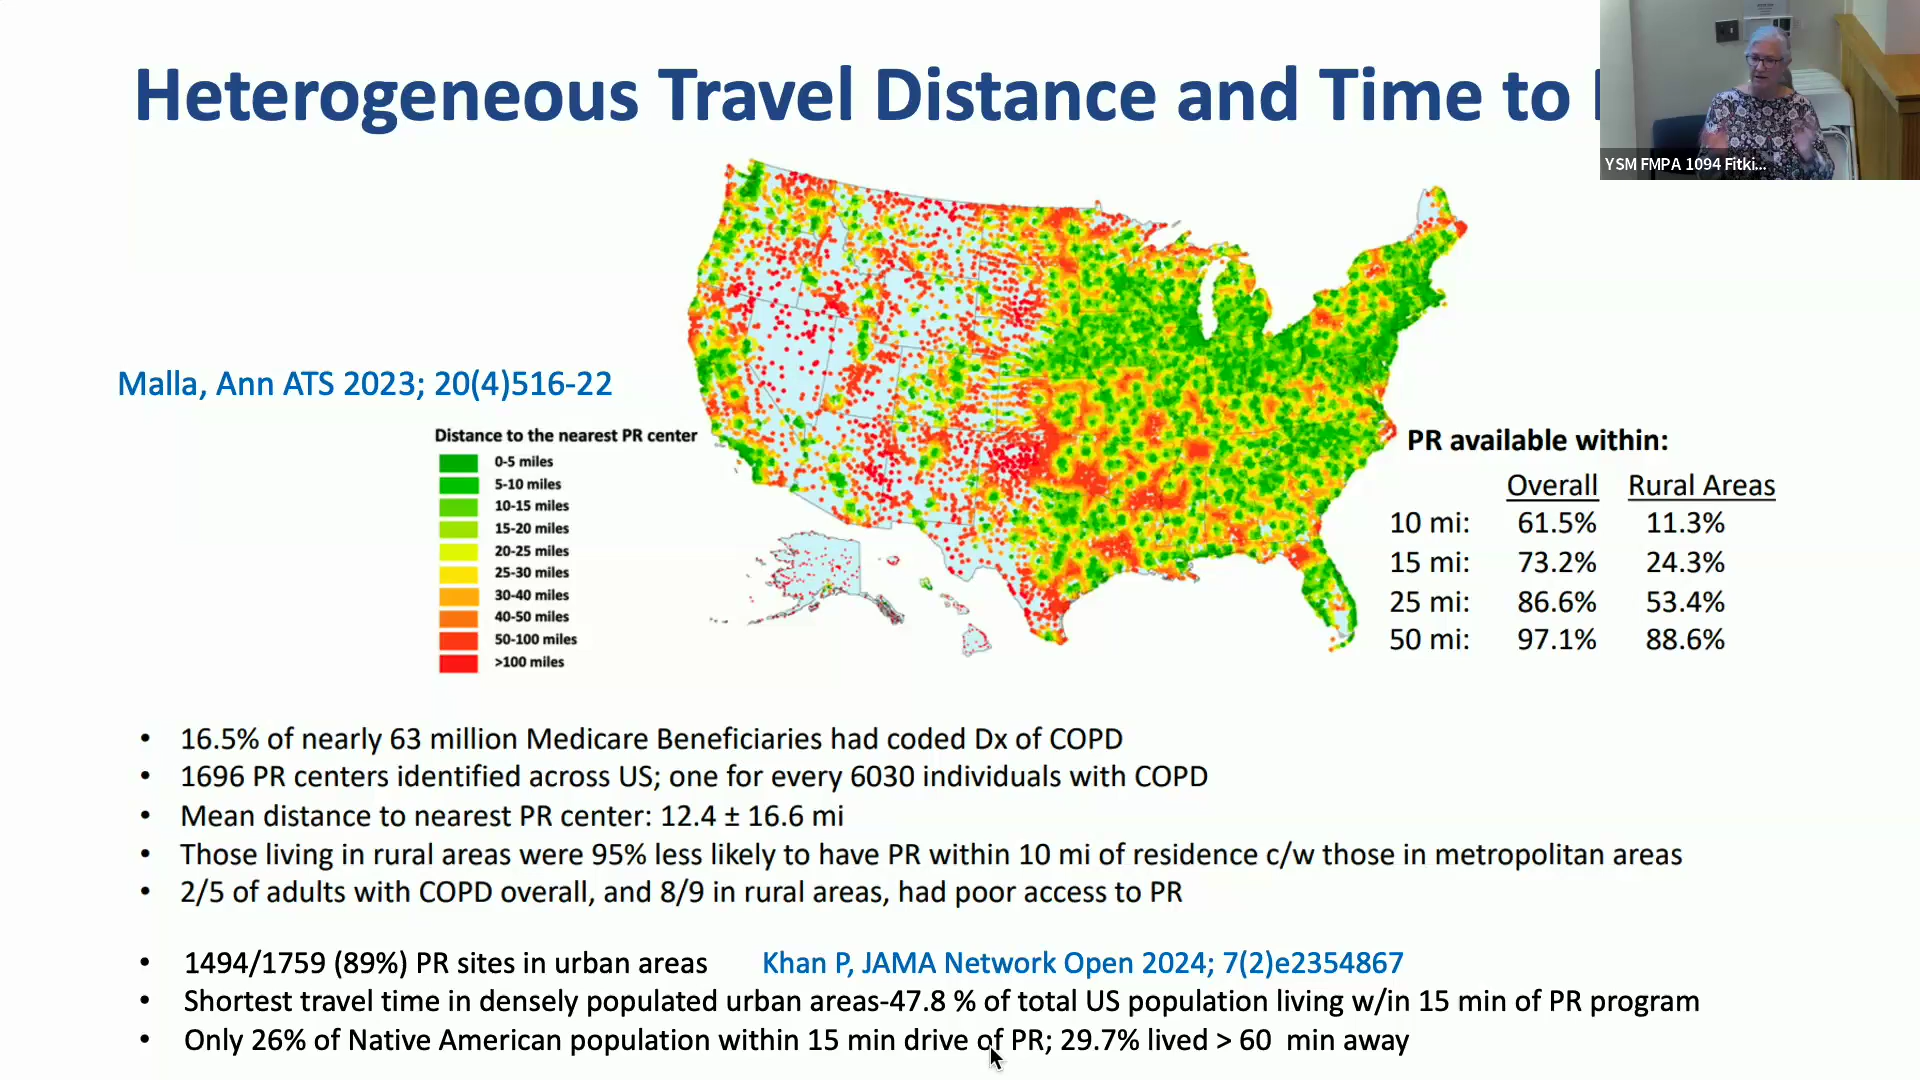 Heterogeneous Travel Distance and Time to
YSM FMPA 1094 Fitki...
Malla, Ann ATS 2023; 20(4)516-22
Distance to the nearest PR center
0-5 miles
5-10 miles
10-15 miles
15-20 miles
20-25 miles
25-30 miles
30-40 miles
40-50 miles
50-100 miles
>100 miles
PR available within:
Overall Rural Areas
10 mi: 61.5% 11.3%
15 mi: 73.2% 24.3%
25 mi: 86.6% 53.4%
50 mi: 97.1% 88.6%
• 16.5% of nearly 63 million Medicare Beneficiaries had coded Dx of COPD
• 1696 PR centers identified across US; one for every 6030 individuals with COPD
• Mean distance to nearest PR center: 12.4 ± 16.6 mi
• Those living in rural areas were 95% less likely to have PR within 10 mi of residence c/w those in metropolitan areas
• 2/5 of adults with COPD overall, and 8/9 in rural areas, had poor access to PR
• 1494/1759 (89%) PR sites in urban areas Khan P, JAMA Network Open 2024; 7(2)e2354867
• Shortest travel time in densely populated urban areas-47.8 % of total US population living w/in 15 min of PR program
• Only 26% of Native American population within 15 min drive of PR; 29.7% lived > 60 min away